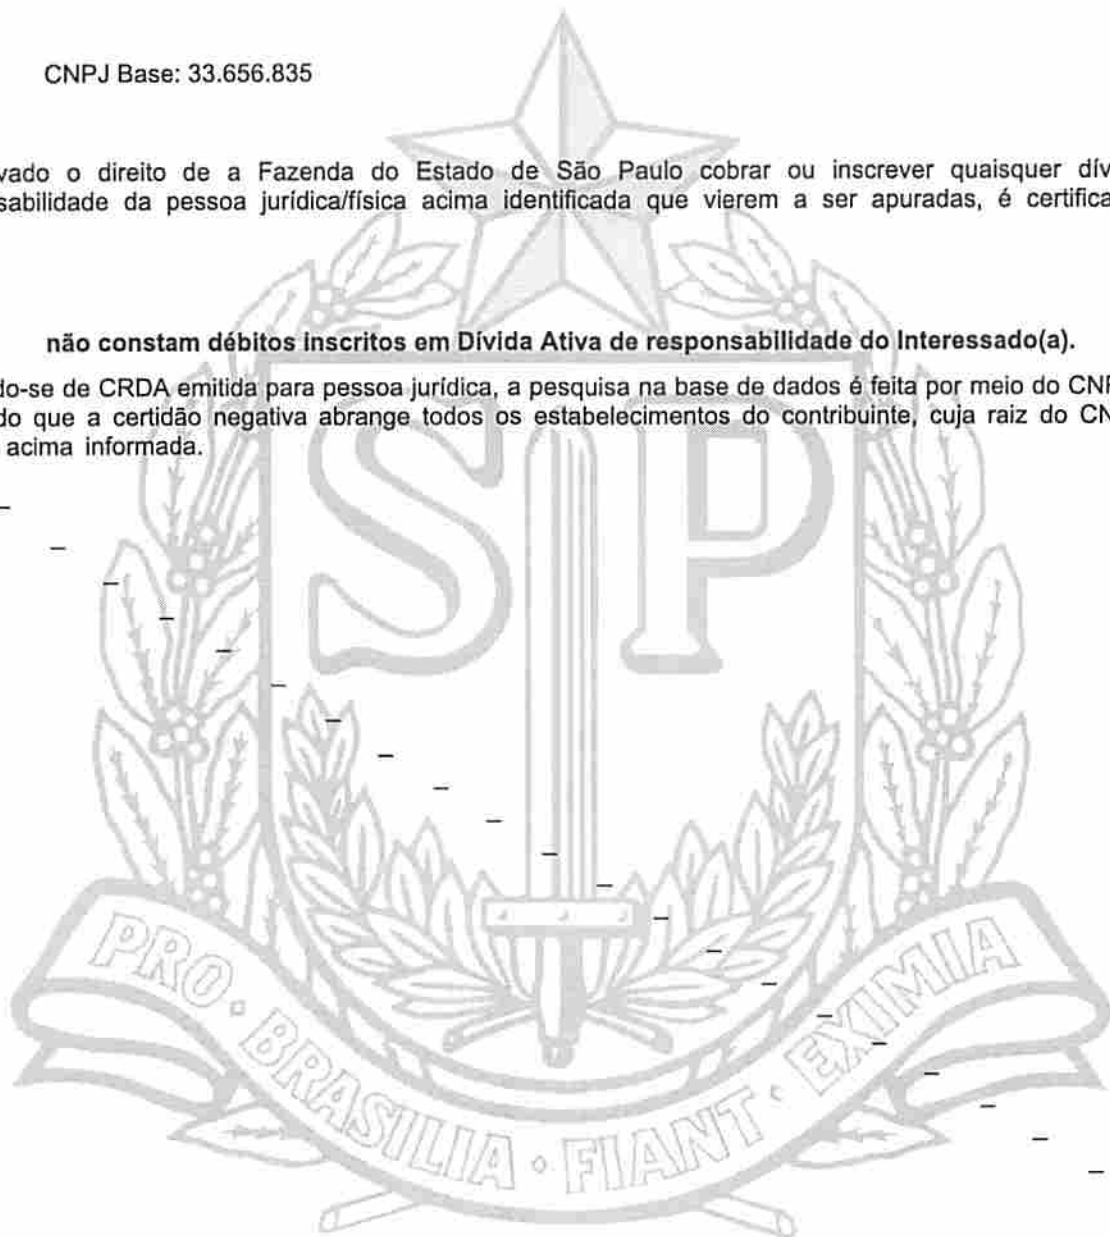 CNPJ Base: 33.656.835
vado o direito de a Fazenda do Estado de São Paulo cobrar ou inscrever quaisquer dív
sabilidade da pessoa jurídica/física acima identificada que vierem a ser apuradas, é certifica
não constam débitos inscritos em Dívida Ativa de responsabilidade do Interessado(a).
do-se de CRDA emitida para pessoa jurídica, a pesquisa na base de dados é feita por meio do CNP
do que a certidão negativa abrange todos os estabelecimentos do contribuinte, cuja raiz do CN
acima informada.
SP
PRO · BRASILIA · FIANT · EXIMIA